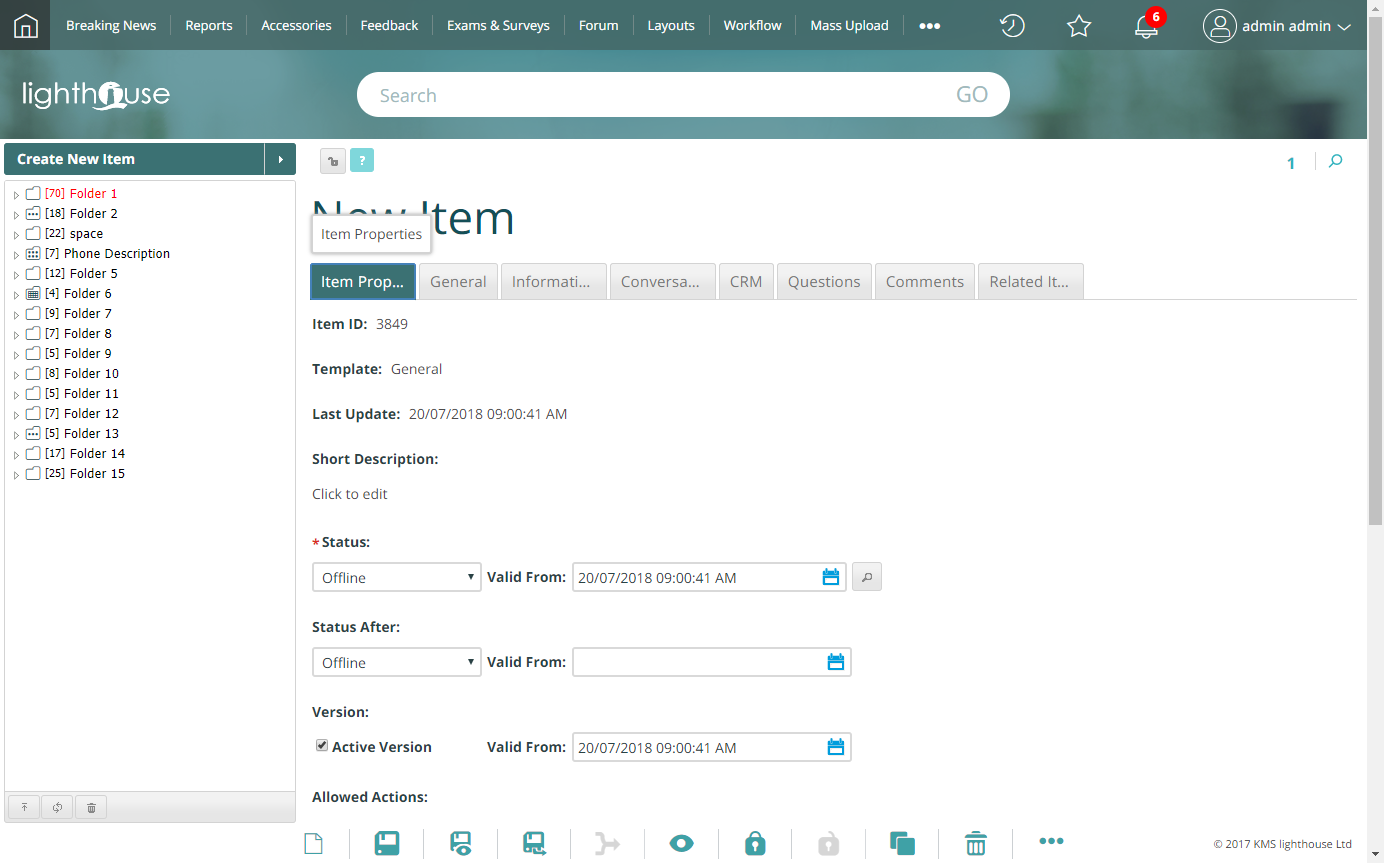 Breaking News Reports Accessories Feedback Exams & Surveys Forum Layouts Workflow Mass Upload ••• 6 admin admin
lighthouse Search GO
Create New Item ? 1
[70] Folder 1
[18] Folder 2
[22] space
[7] Phone Description
[12] Folder 5
[4] Folder 6
[9] Folder 7
[7] Folder 8
[5] Folder 9
[8] Folder 10
[5] Folder 11
[7] Folder 12
[5] Folder 13
[17] Folder 14
[25] Folder 15
New Item
Item Properties
Item Prop... General Informati... Conversa... CRM Questions Comments Related It...
Item ID: 3849
Template: General
Last Update: 20/07/2018 09:00:41 AM
Short Description:
Click to edit
* Status:
Offline Valid From: 20/07/2018 09:00:41 AM
Status After:
Offline Valid From:
Version:
Active Version Valid From: 20/07/2018 09:00:41 AM
Allowed Actions:
••• © 2017 KMS lighthouse Ltd